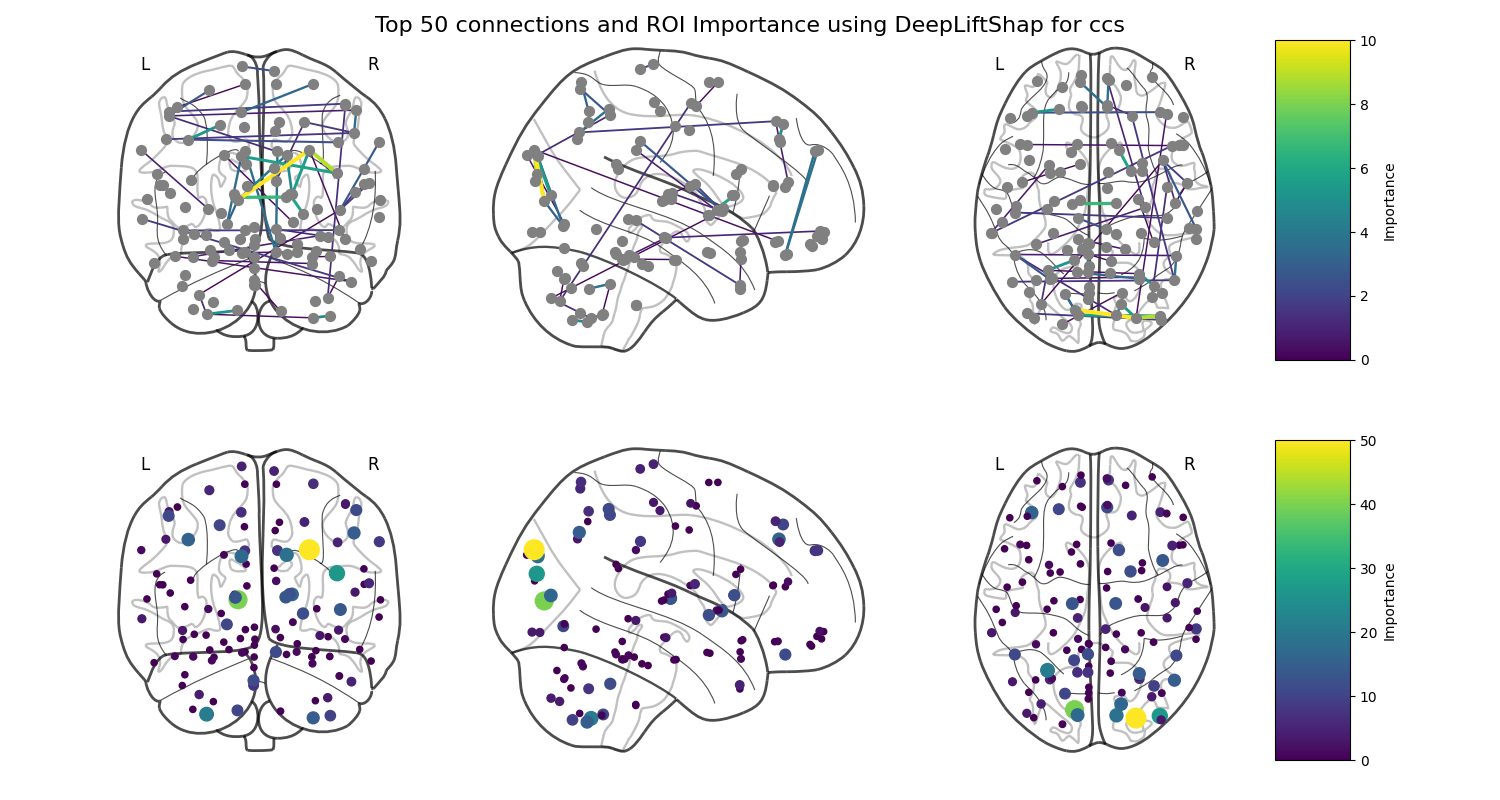 Top 50 connections and ROI Importance using DeepLiftShap for ccs
L
R
L
R
10
8
6
4
2
0
Importance
L
R
L
R
50
40
30
20
10
0
Importance